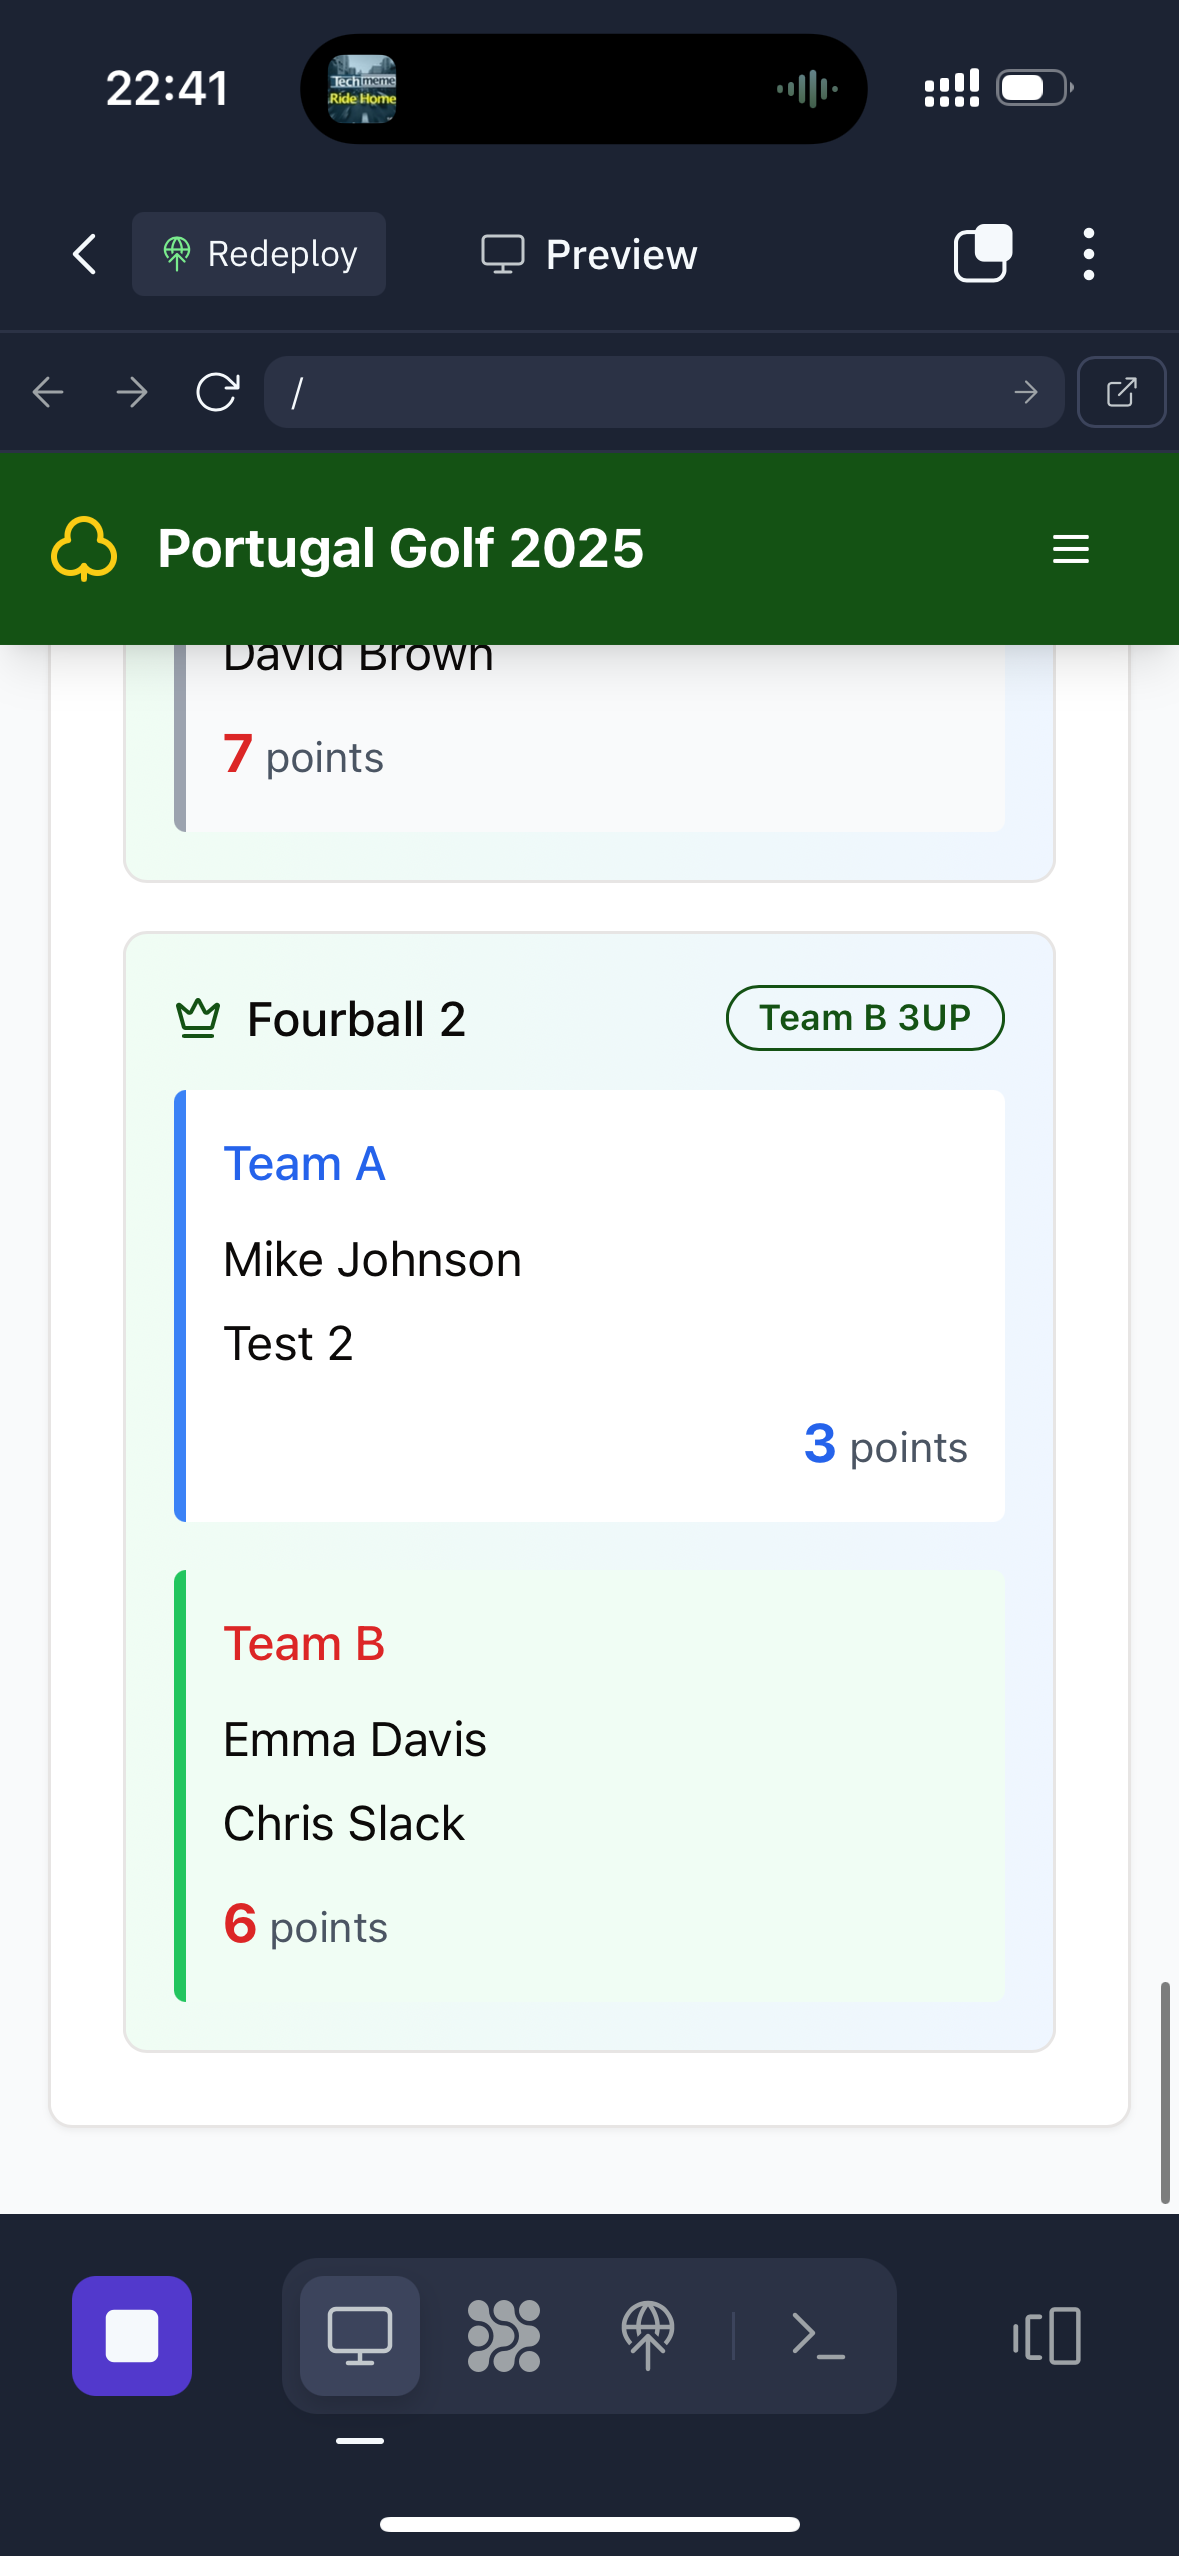 22:41
Techmeme
Ride Home
Redeploy
Preview
/
Portugal Golf 2025
David Brown
7 points
Fourball 2
Team B 3UP
Team A
Mike Johnson
Test 2
3 points
Team B
Emma Davis
Chris Slack
6 points